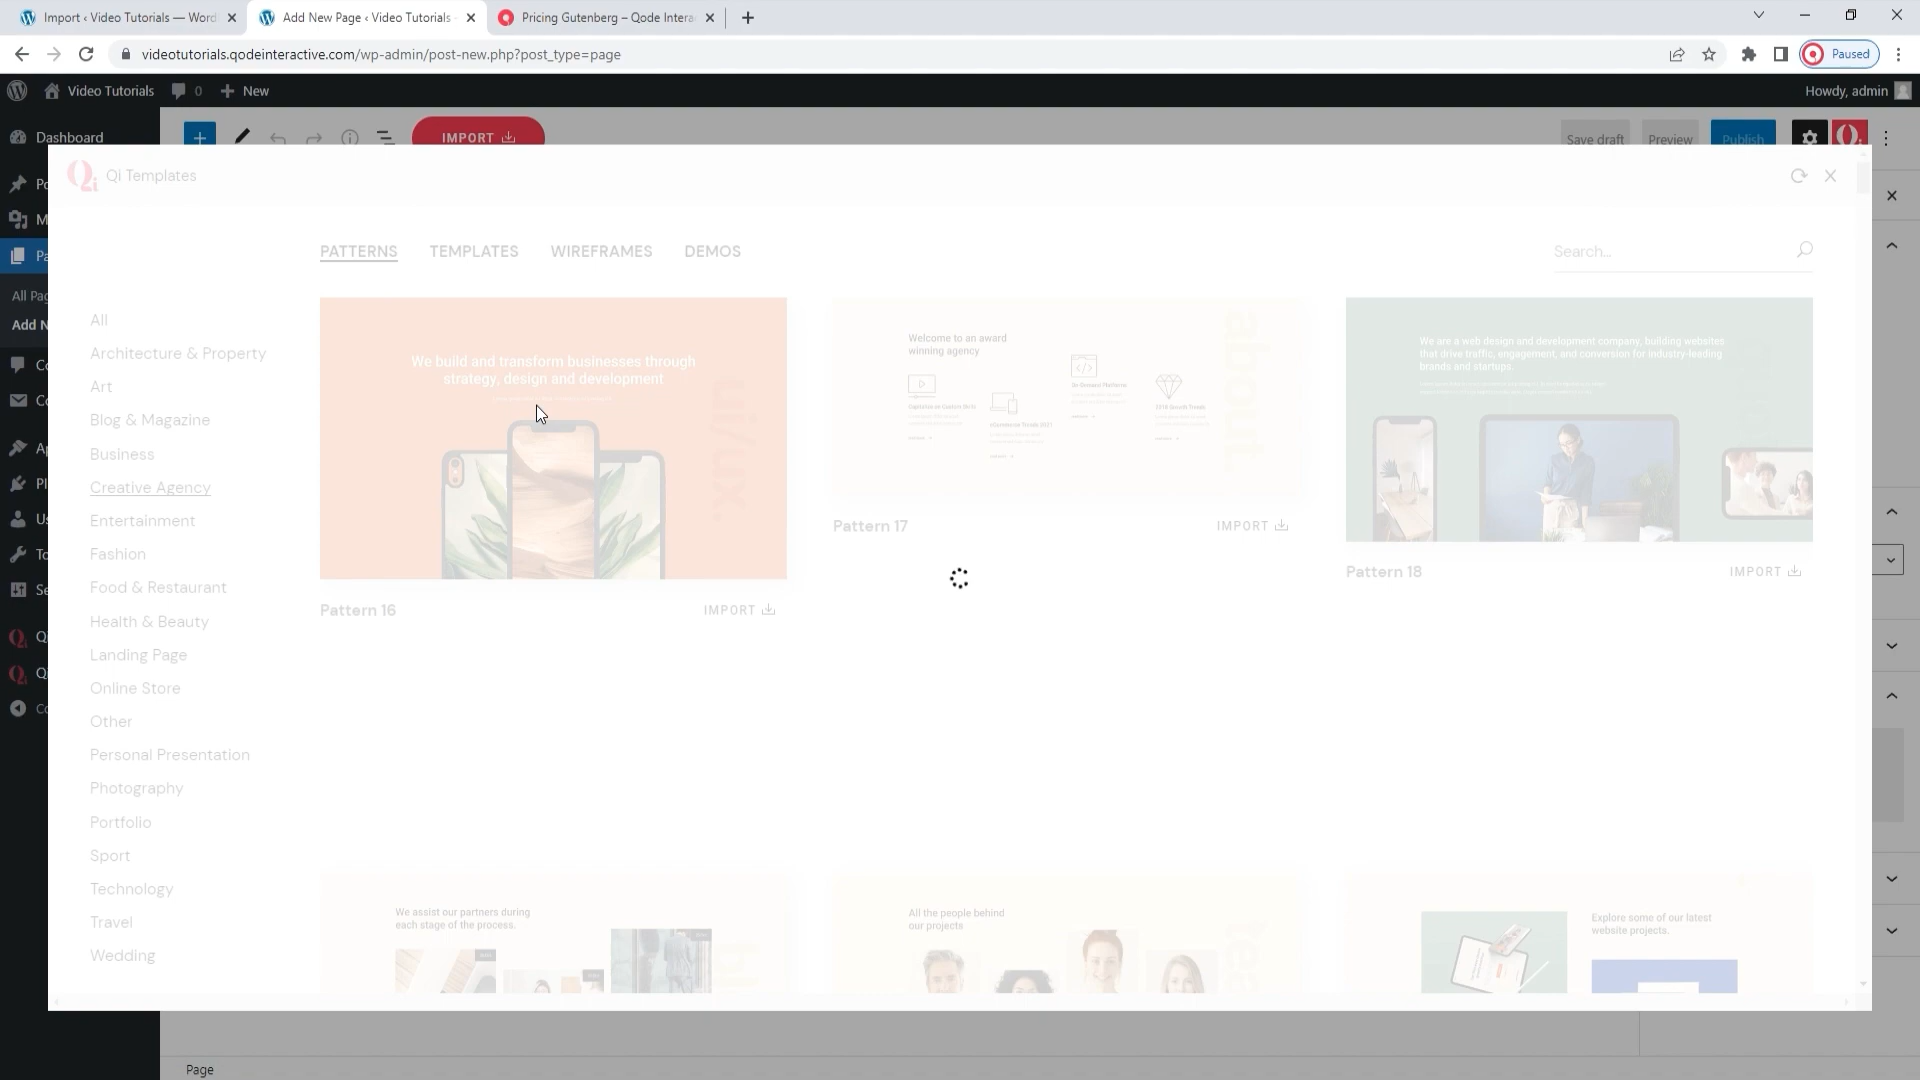 Import ‹ Video Tutorials — Word
Add New Page ‹ Video Tutorials
Pricing Gutenberg – Qode Intera
videotutorials.qodeinteractive.com/wp-admin/post-new.php?post_type=page
Paused
Video Tutorials
0
New
Howdy, admin
Dashboard
IMPORT
Save draft
Preview
Publish
Qi Templates
PATTERNS
TEMPLATES
WIREFRAMES
DEMOS
Search...
All Pag
Add N
All
Architecture & Property
Art
Blog & Magazine
Business
Creative Agency
Entertainment
Fashion
Food & Restaurant
Health & Beauty
Landing Page
Online Store
Other
Personal Presentation
Photography
Portfolio
Sport
Technology
Travel
Wedding
We build and transform businesses through
strategy, design and development
ui/ux.
Pattern 16
IMPORT
Welcome to an award
winning agency
about.
Pattern 17
IMPORT
We are a web design and development company, building websites
that drive traffic, engagement, and conversion for industry-leading
brands and startups.
Pattern 18
IMPORT
We assist our partners during
each stage of the process.
All the people behind
our projects
Explore some of our latest
website projects.
Page